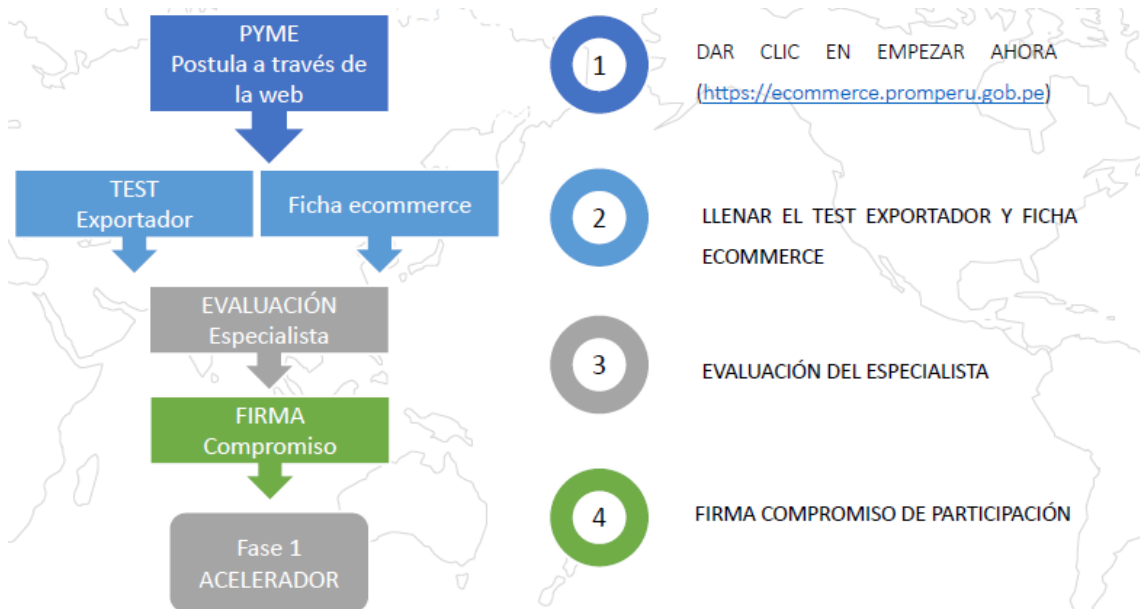 PYME
Postula a través de
la web
TEST
Exportador
Ficha ecommerce
EVALUACIÓN
Especialista
FIRMA
Compromiso
Fase 1
ACELERADOR
1
DAR CLIC EN EMPEZAR AHORA
(https://ecommerce.promperu.gob.pe)
2
LLENAR EL TEST EXPORTADOR Y FICHA
ECOMMERCE
3
EVALUACIÓN DEL ESPECIALISTA
4
FIRMA COMPROMISO DE PARTICIPACIÓN